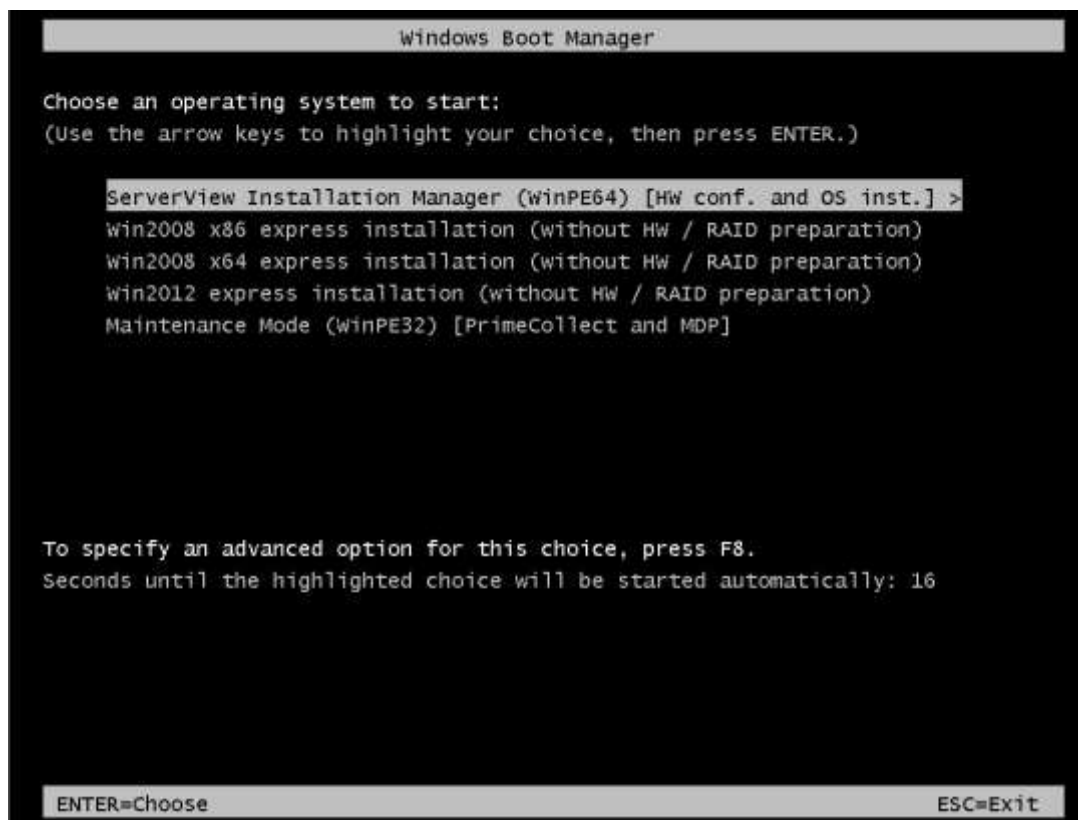 Windows Boot Manager
Choose an operating system to start:
(Use the arrow keys to highlight your choice, then press ENTER.)
ServerView Installation Manager (WinPE64) [HW conf. and OS inst.] >
Win2008 x86 express installation (without HW / RAID preparation)
Win2008 x64 express installation (without HW / RAID preparation)
Win2012 express installation (without HW / RAID preparation)
Maintenance Mode (WinPE32) [PrimeCollect and MDP]
To specify an advanced option for this choice, press F8.
Seconds until the highlighted choice will be started automatically: 16
ENTER=Choose ESC=Exit